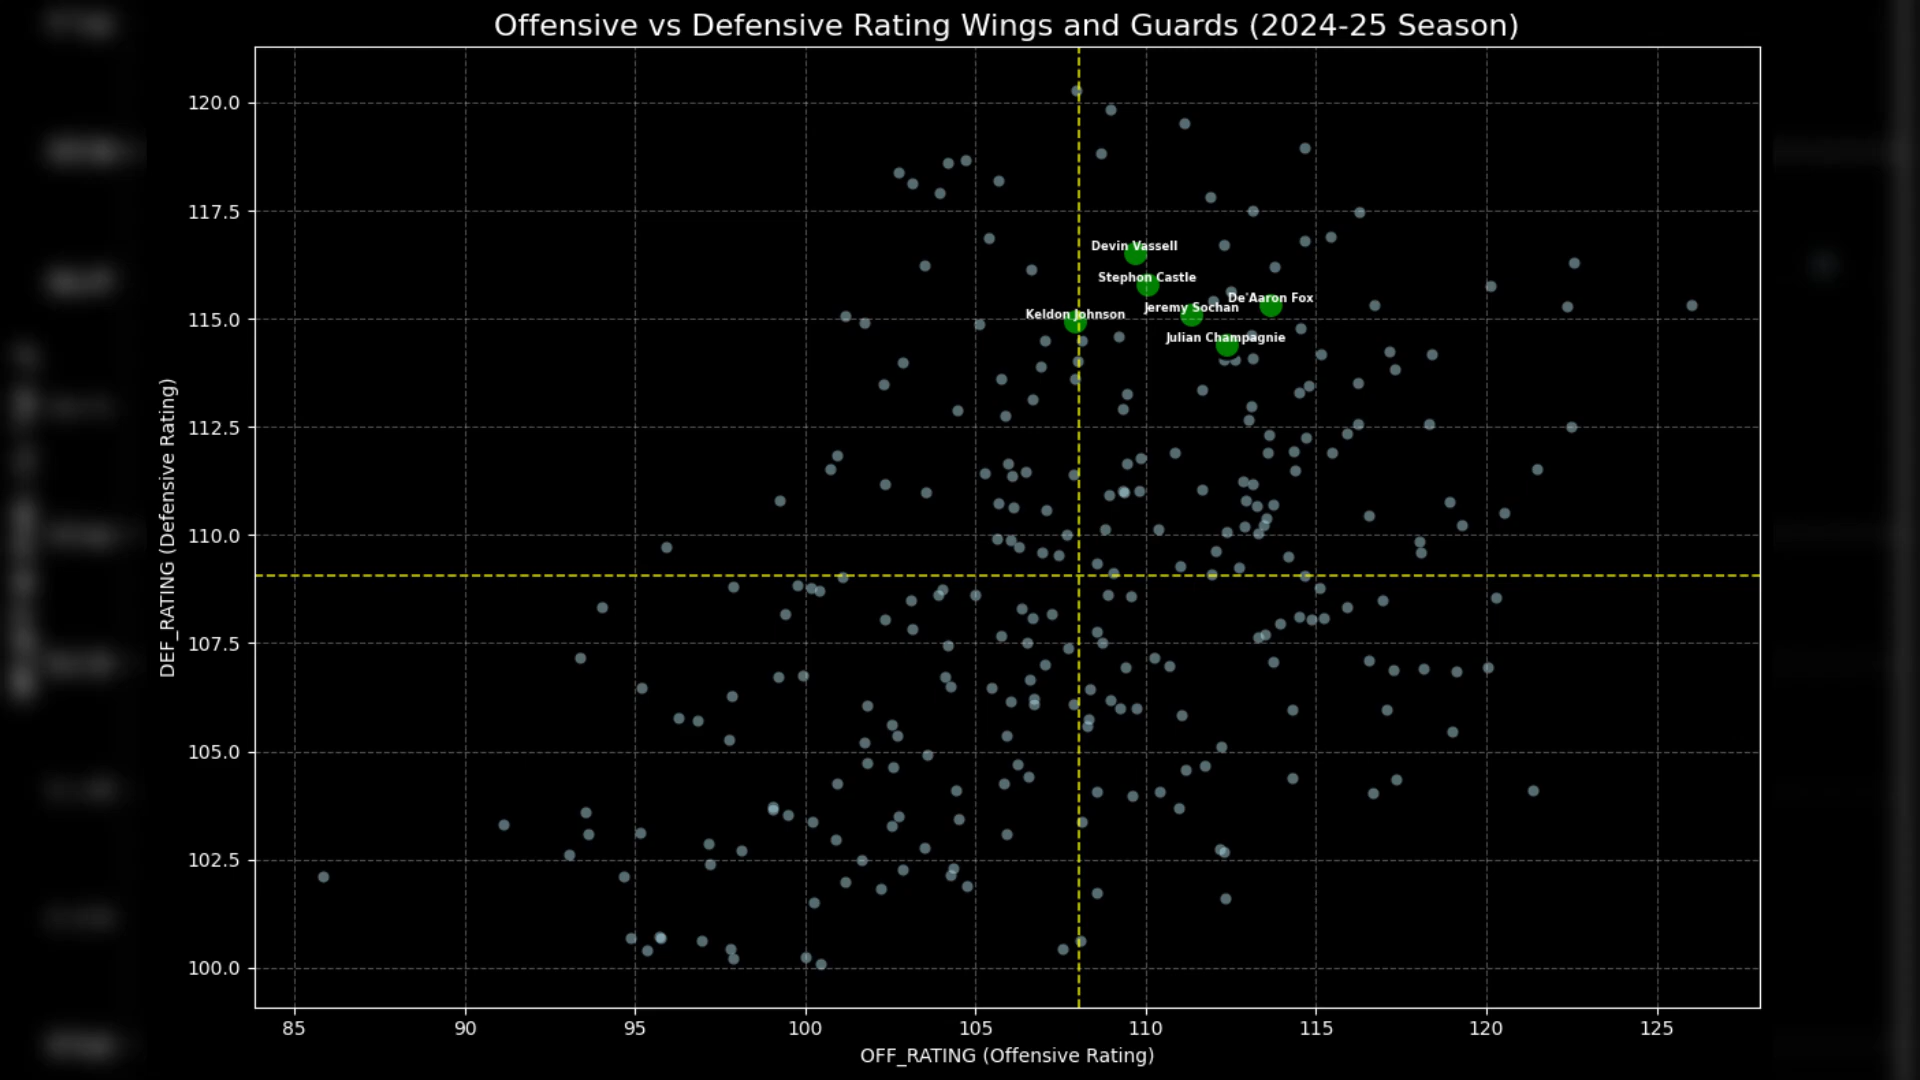 Offensive vs Defensive Rating Wings and Guards (2024-25 Season)
120.0
117.5
115.0
112.5
110.0
107.5
105.0
102.5
100.0
DEF_RATING (Defensive Rating)
Devin Vassell
Stephon Castle
De'Aaron Fox
Jeremy Sochan
Keldon Johnson
Julian Champagnie
85
90
95
100
105
110
115
120
125
OFF_RATING (Offensive Rating)